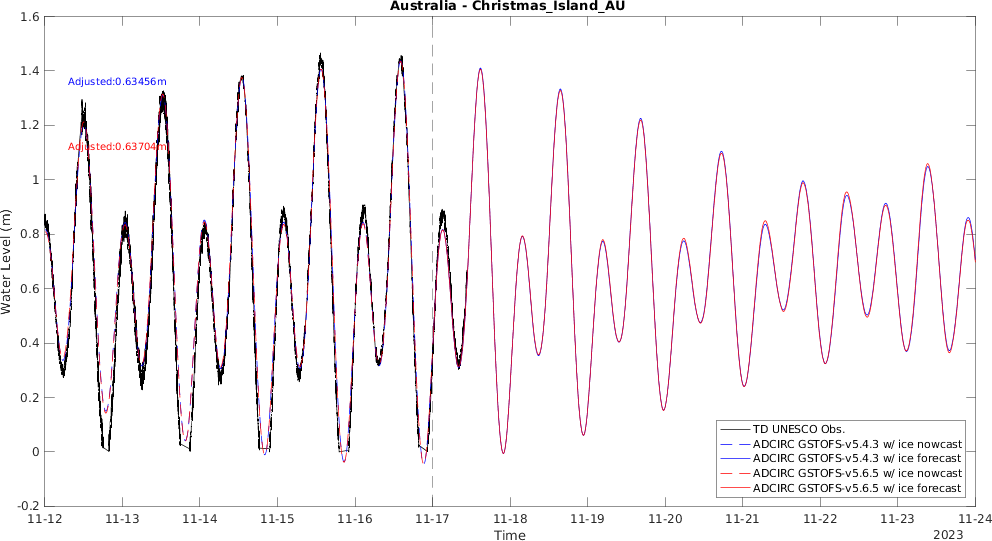 Australia - Christmas_Island_AU
1.6
1.4
1.2
1
0.8
0.6
0.4
0.2
0
-0.2
Water Level (m)
Adjusted:0.63456m
Adjusted:0.63704m
TD UNESCO Obs.
ADCIRC GSTOFS-v5.4.3 w/ ice nowcast
ADCIRC GSTOFS-v5.4.3 w/ ice forecast
ADCIRC GSTOFS-v5.6.5 w/ ice nowcast
ADCIRC GSTOFS-v5.6.5 w/ ice forecast
11-12 11-13 11-14 11-15 11-16 11-17 11-18 11-19 11-20 11-21 11-22 11-23 11-24
Time
2023